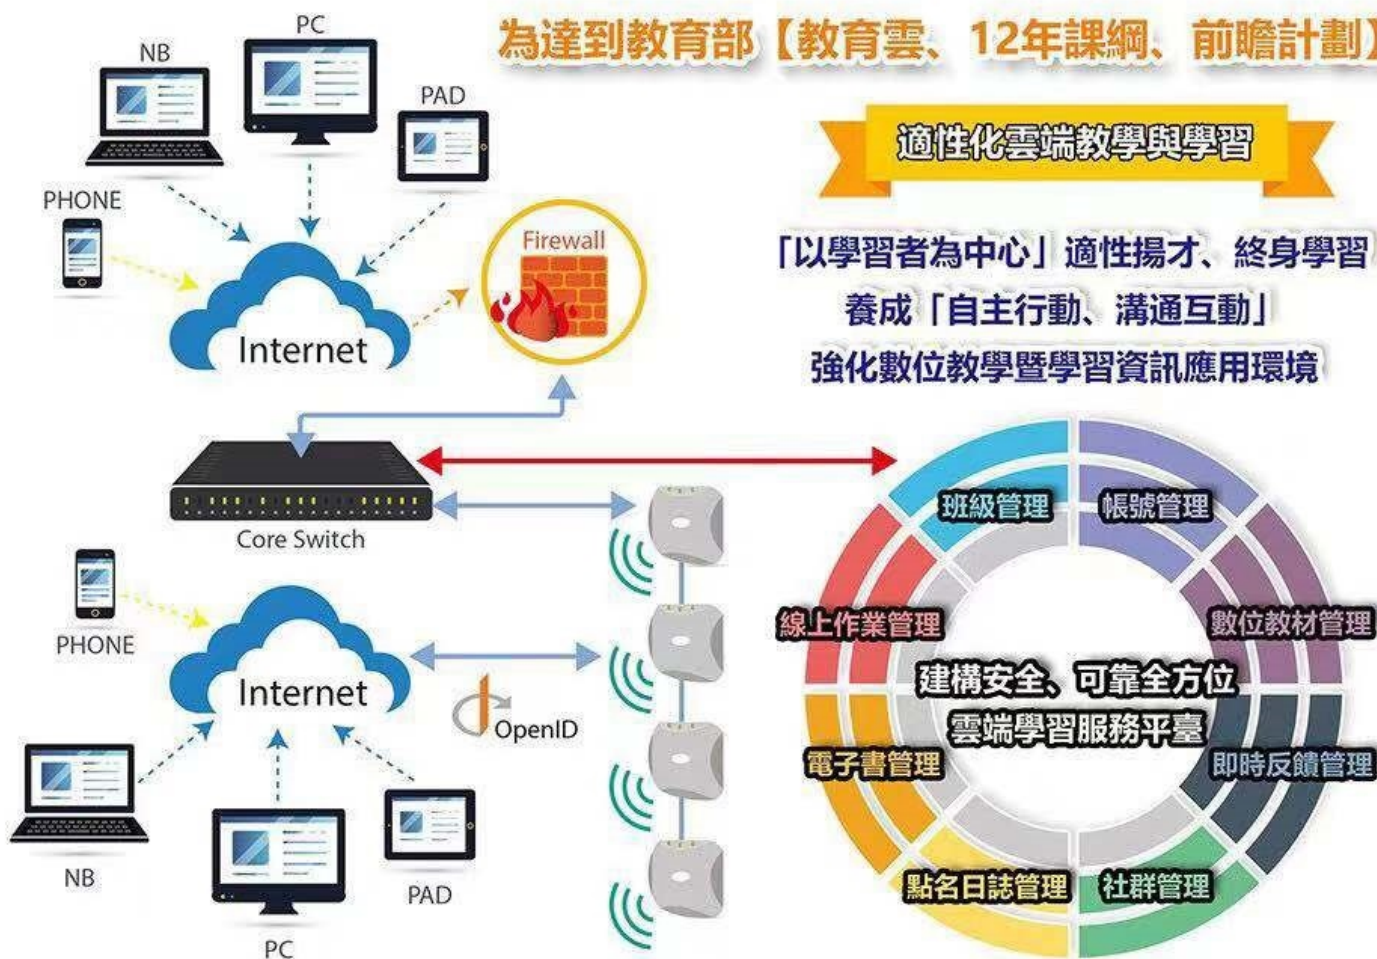 為達到教育部【教育雲、12年課綱、前瞻計劃】
適性化雲端教學與學習
「以學習者為中心」適性揚才、終身學習
養成「自主行動、溝通互動」
強化數位教學暨學習資訊應用環境
NB
PC
PAD
PHONE
Internet
Firewall
Core Switch
PHONE
Internet
OpenID
NB
PC
PAD
班級管理
帳號管理
線上作業管理
數位教材管理
建構安全、可靠全方位
雲端學習服務平臺
電子書管理
即時反饋管理
點名日誌管理
社群管理